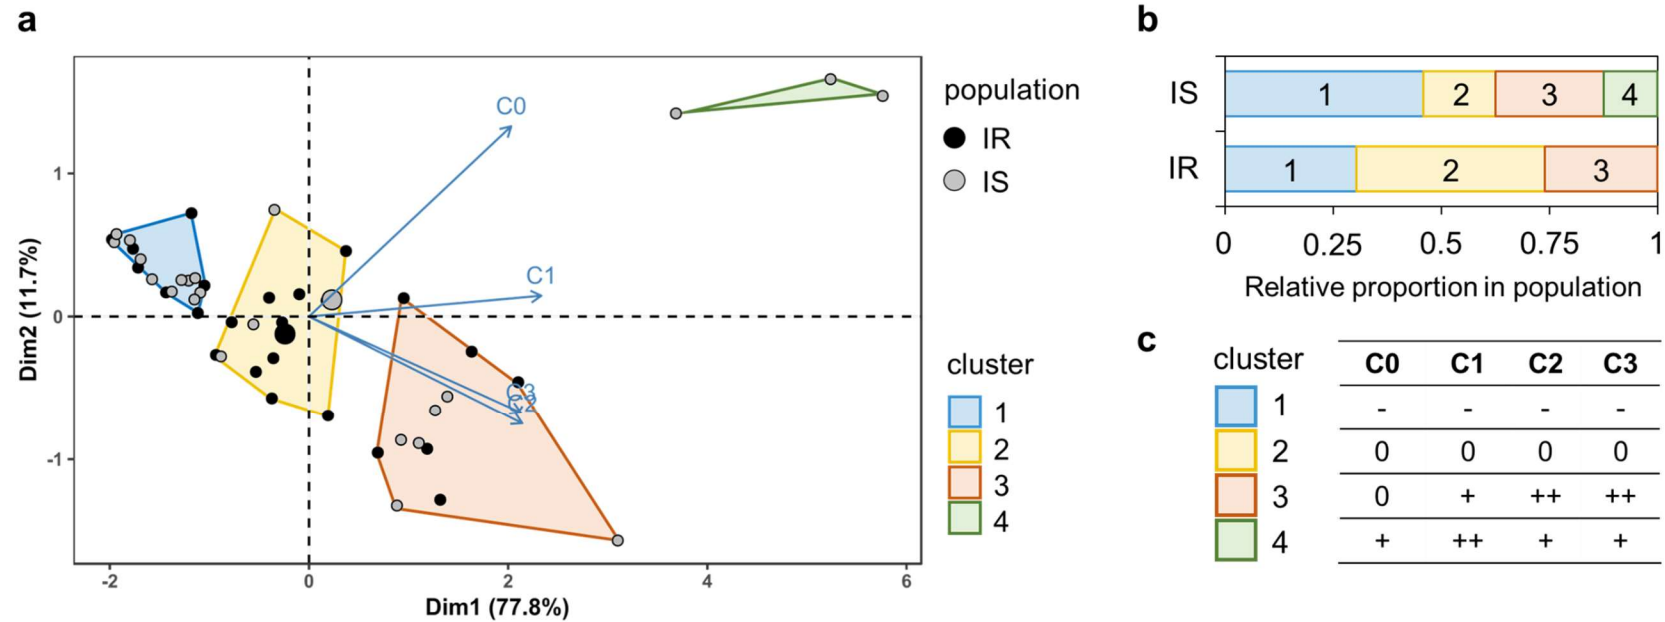 a
C0
C1
C3
C2
1
0
-1
-2
0
2
4
6
Dim2 (11.7%)
Dim1 (77.8%)
population
IR
IS
cluster
1
2
3
4
b
IS
1
2
3
4
IR
1
2
3
0
0.25
0.5
0.75
1
Relative proportion in population
c
cluster
C0 C1 C2 C3
1 - - - -
2 0 0 0 0
3 0 + ++ ++
4 + ++ + +